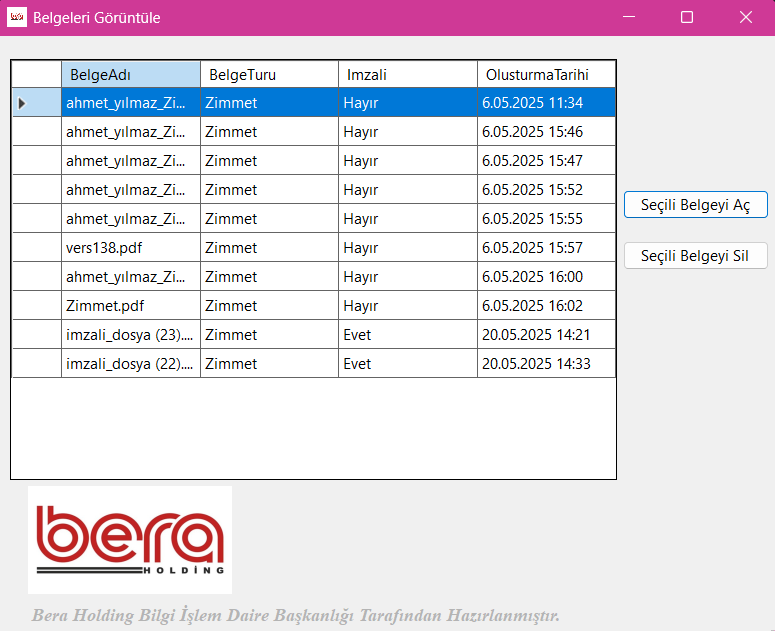 bera Belgeleri Görüntüle
BelgeAdı BelgeTuru Imzali OlusturmaTarihi
ahmet_yılmaz_Zi... Zimmet Hayır 6.05.2025 11:34
ahmet_yılmaz_Zi... Zimmet Hayır 6.05.2025 15:46
ahmet_yılmaz_Zi... Zimmet Hayır 6.05.2025 15:47
ahmet_yılmaz_Zi... Zimmet Hayır 6.05.2025 15:52
ahmet_yılmaz_Zi... Zimmet Hayır 6.05.2025 15:55
vers138.pdf Zimmet Hayır 6.05.2025 15:57
ahmet_yılmaz_Zi... Zimmet Hayır 6.05.2025 16:00
Zimmet.pdf Zimmet Hayır 6.05.2025 16:02
imzali_dosya (23).... Zimmet Evet 20.05.2025 14:21
imzali_dosya (22).... Zimmet Evet 20.05.2025 14:33
Seçili Belgeyi Aç
Seçili Belgeyi Sil
bera
HOLDİNG
Bera Holding Bilgi İşlem Daire Başkanlığı Tarafından Hazırlanmıştır.